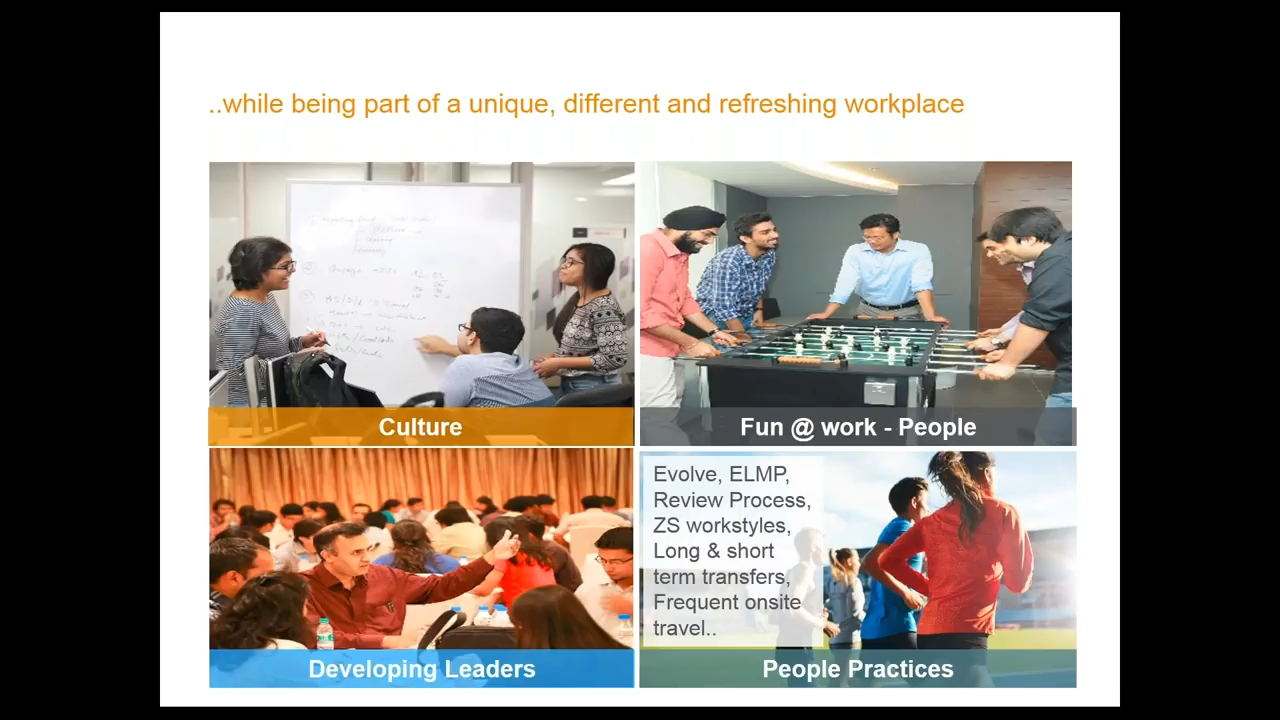 ..while being part of a unique, different and refreshing workplace
Culture
Fun @ work - People
Developing Leaders
Evolve, ELMP,
Review Process,
ZS workstyles,
Long & short
term transfers,
Frequent onsite
travel..
People Practices